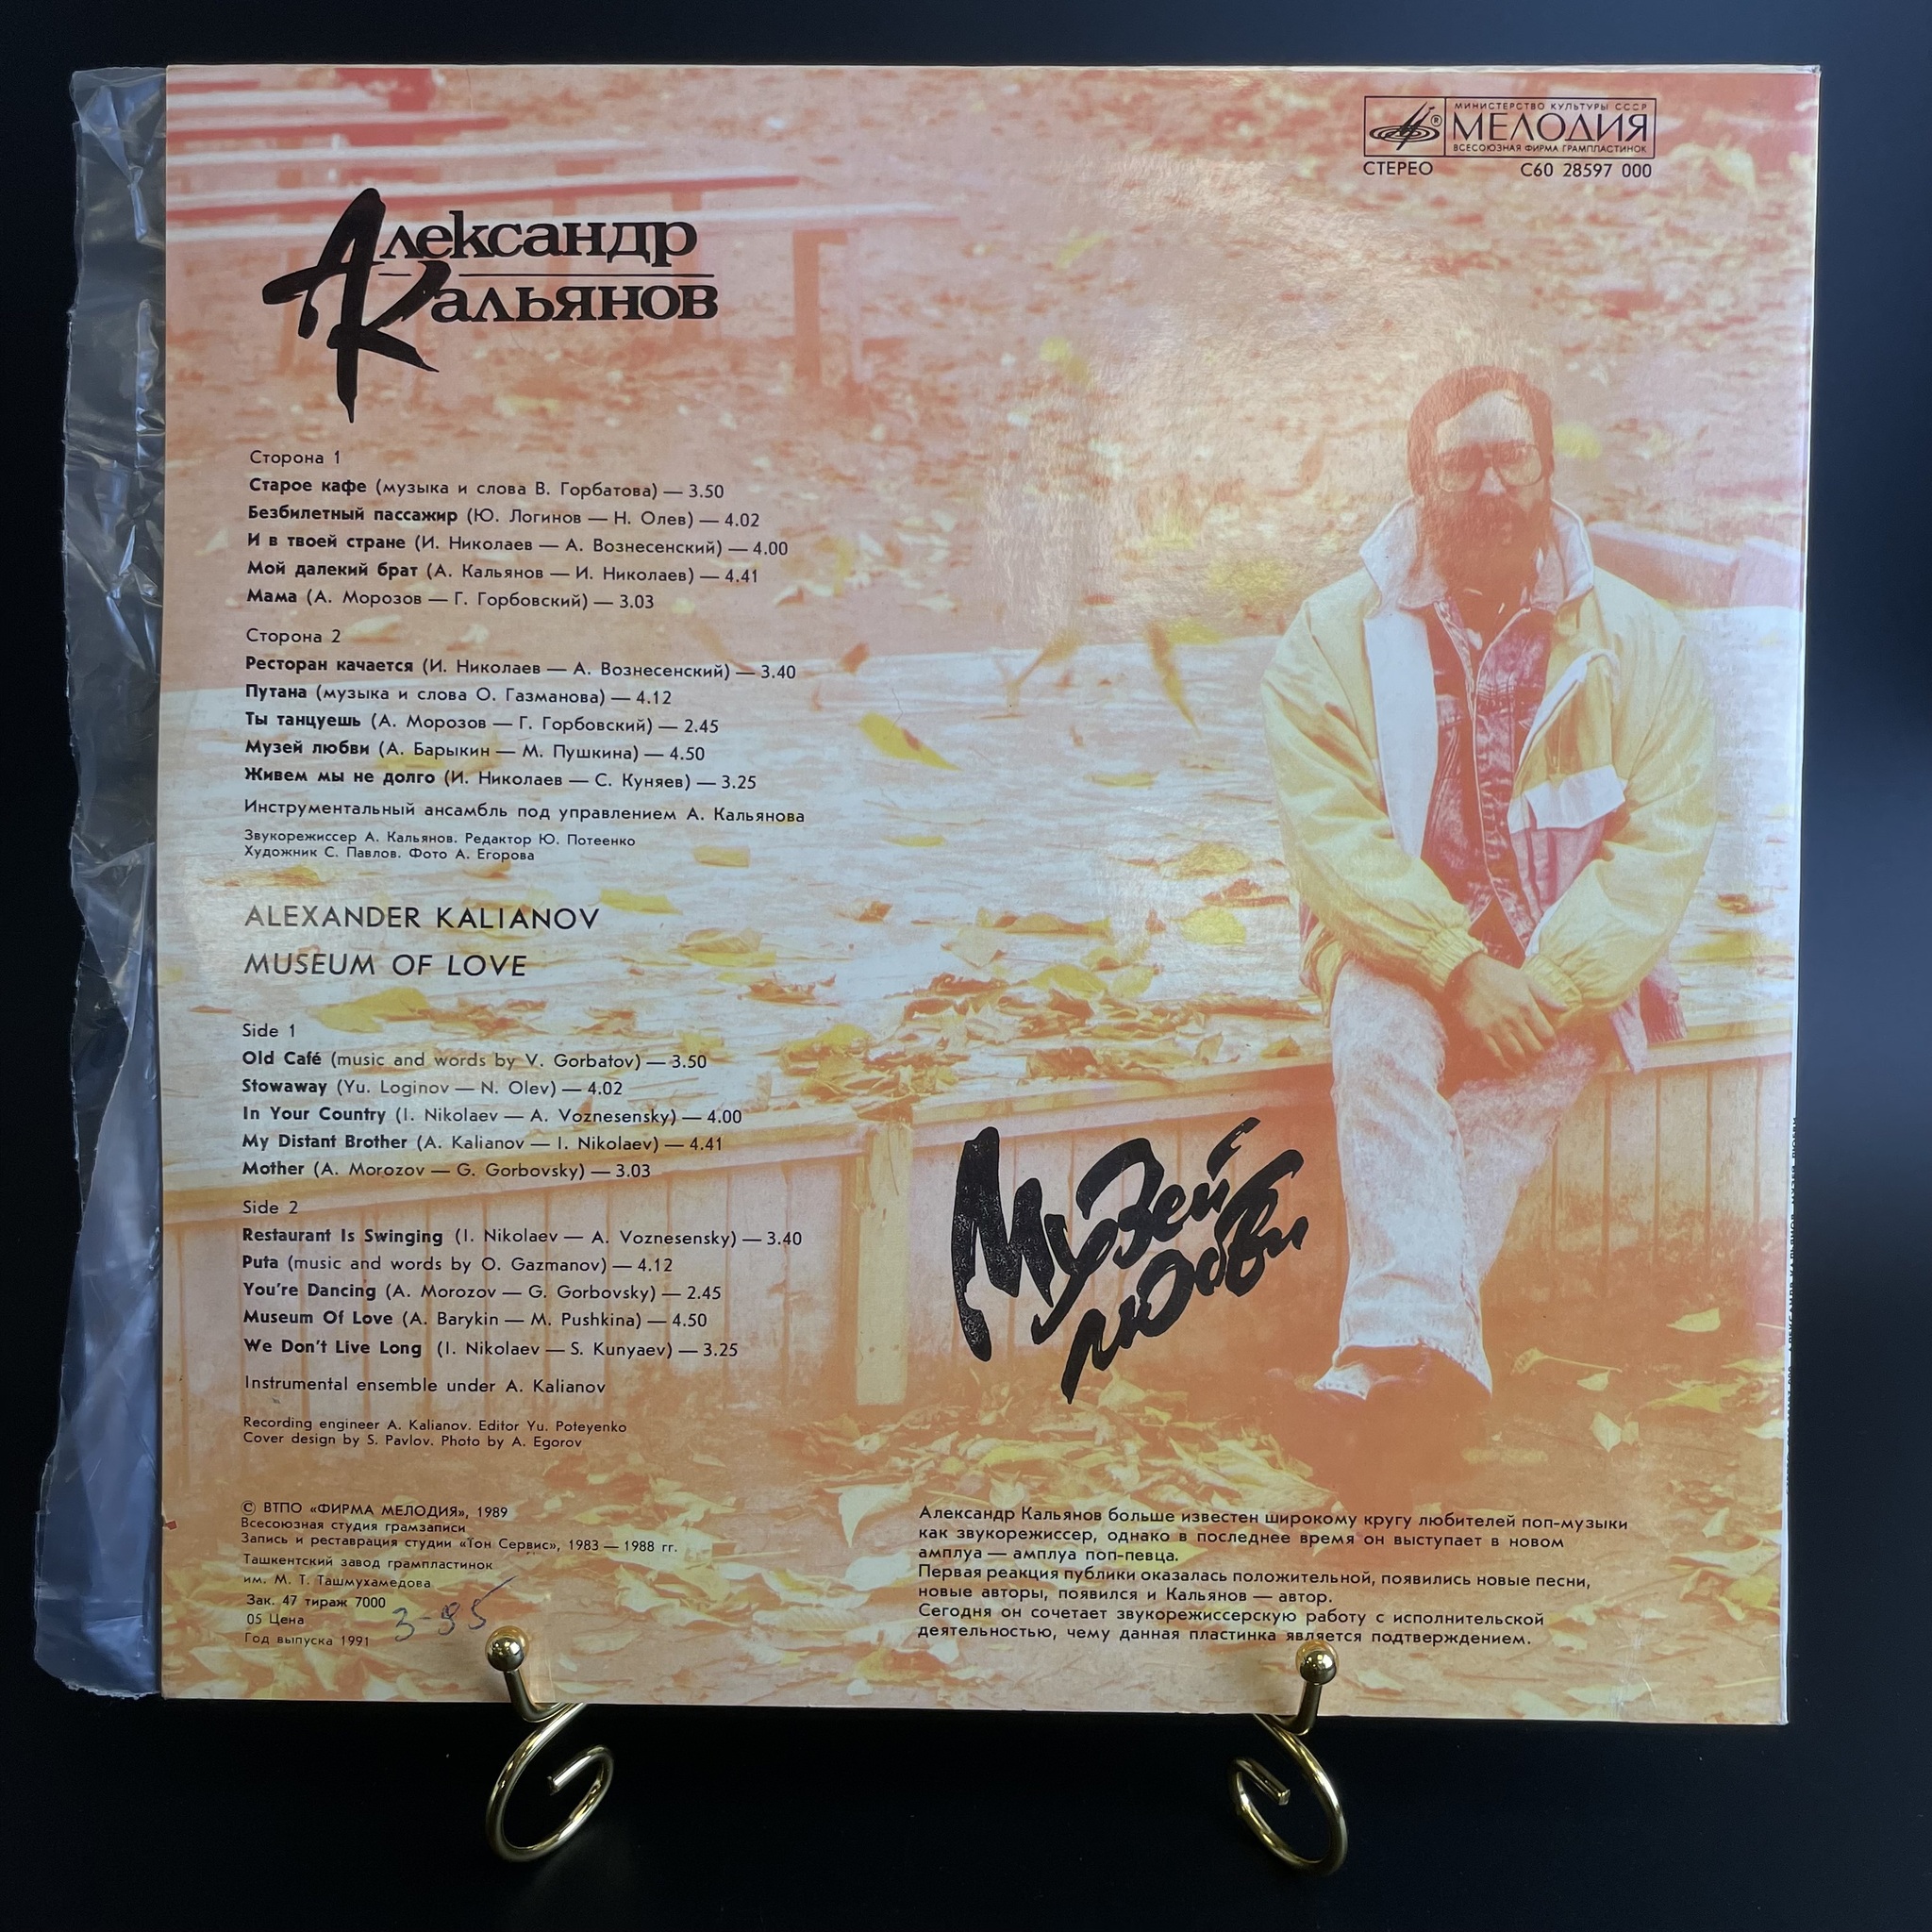 МИНИСТЕРСТВО КУЛЬТУРЫ СССР
МЕЛОДИЯ
ВСЕСОЮЗНАЯ ФИРМА ГРАМПЛАСТИНОК
СТЕРЕО С60 28597 000
Александр
Кальянов
Сторона 1
Старое кафе (музыка и слова В. Горбатова) — 3.50
Безбилетный пассажир (Ю. Логинов — Н. Олев) — 4.02
И в твоей стране (И. Николаев — А. Вознесенский) — 4.00
Мой далекий брат (А. Кальянов — И. Николаев) — 4.41
Мама (А. Морозов — Г. Горбовский) — 3.03
Сторона 2
Ресторан качается (И. Николаев — А. Вознесенский) — 3.40
Путана (музыка и слова О. Газманова) — 4.12
Ты танцуешь (А. Морозов — Г. Горбовский) — 2.45
Музей любви (А. Барыкин — М. Пушкина) — 4.50
Живем мы не долго (И. Николаев — С. Куняев) — 3.25
Инструментальный ансамбль под управлением А. Кальянова
Звукорежиссер А. Кальянов. Редактор Ю. Потеенко
Художник С. Павлов. Фото А. Егорова
ALEXANDER KALIANOV
MUSEUM OF LOVE
Side 1
Old Café (music and words by V. Gorbatov) — 3.50
Stowaway (Yu. Loginov — N. Olev) — 4.02
In Your Country (I. Nikolaev — A. Voznesensky) — 4.00
My Distant Brother (A. Kalianov — I. Nikolaev) — 4.41
Mother (A. Morozov — G. Gorbovsky) — 3.03
Side 2
Restaurant Is Swinging (I. Nikolaev — A. Voznesensky) — 3.40
Puta (music and words by O. Gazmanov) — 4.12
You're Dancing (A. Morozov — G. Gorbovsky) — 2.45
Museum Of Love (A. Barykin — M. Pushkina) — 4.50
We Don't Live Long (I. Nikolaev — S. Kunyaev) — 3.25
Instrumental ensemble under A. Kalianov
Recording engineer A. Kalianov. Editor Yu. Poteyenko
Cover design by S. Pavlov. Photo by A. Egorov
Музей
любви
© ВТПО «ФИРМА МЕЛОДИЯ», 1989
Всесоюзная студия грамзаписи
Запись и реставрация студии «Тон Сервис», 1983 — 1988 гг.
Ташкентский завод грампластинок
им. М. Т. Ташмухамедова
Зак. 47 тираж 7000
05 Цена 3-95
Год выпуска 1991
Александр Кальянов больше известен широкому кругу любителей поп-музыки
как звукорежиссер, однако в последнее время он выступает в новом
амплуа — амплуа поп-певца.
Первая реакция публики оказалась положительной, появились новые песни,
новые авторы, появился и Кальянов — автор.
Сегодня он сочетает звукорежиссерскую работу с исполнительской
деятельностью, чему данная пластинка является подтверждением.